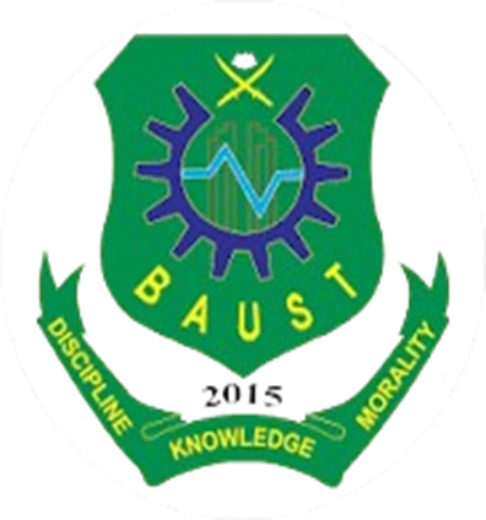 BAUST
2015
DISCIPLINE
KNOWLEDGE
MORALITY